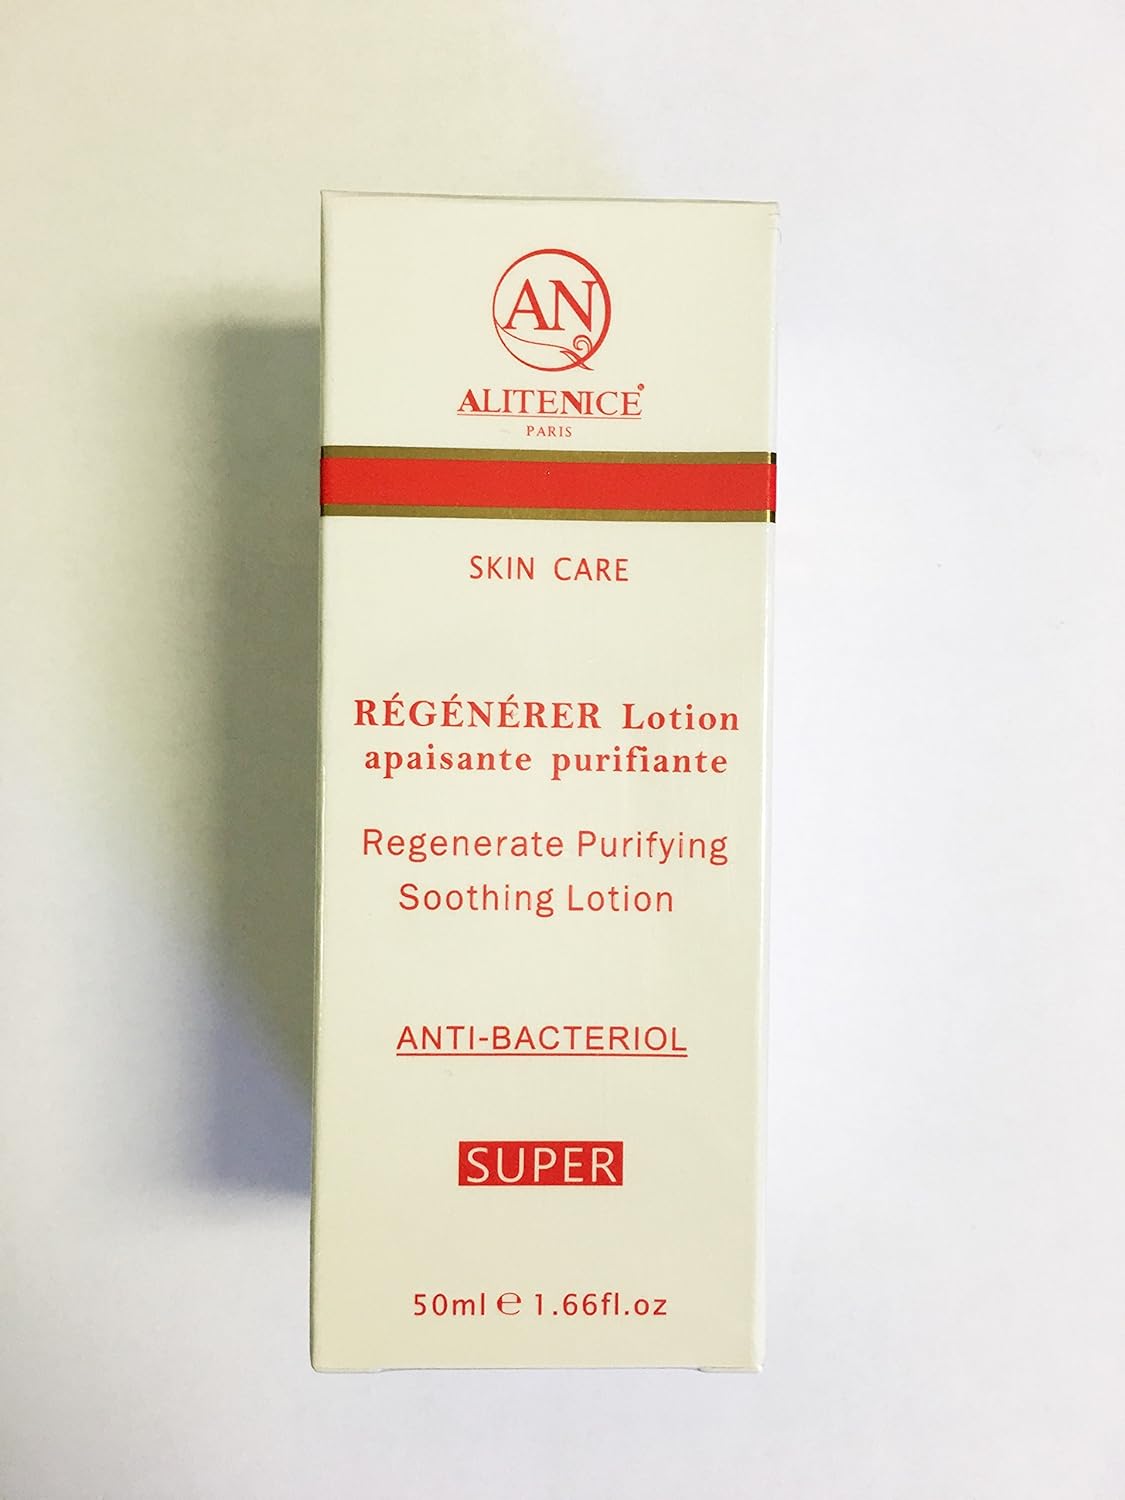 AN
ALITENICE®
PARIS
SKIN CARE
RÉGÉNÉRER Lotion
apaisante purifiante
Regenerate Purifying
Soothing Lotion
ANTI-BACTERIOL
SUPER
50ml ℮ 1.66fl.oz